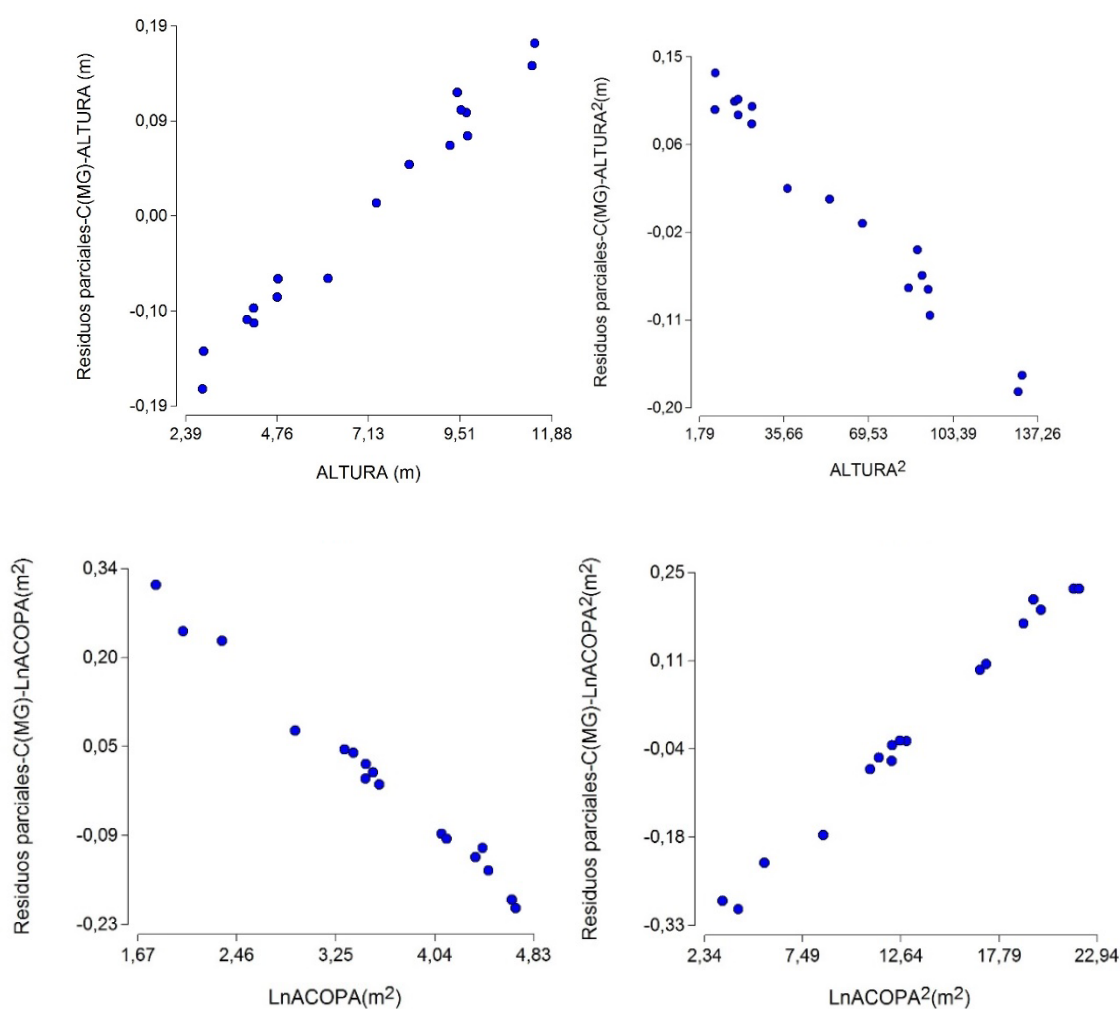 Residuos parciales-C(MG)-ALTURA (m)
0,19
0,09
0,00
-0,10
-0,19
2,39 4,76 7,13 9,51 11,88
ALTURA (m)
Residuos parciales-C(MG)-ALTURA²(m)
0,15
0,06
-0,02
-0,11
-0,20
1,79 35,66 69,53 103,39 137,26
ALTURA²
Residuos parciales-C(MG)-LnACOPA(m²)
0,34
0,20
0,05
-0,09
-0,23
1,67 2,46 3,25 4,04 4,83
LnACOPA(m²)
Residuos parciales-C(MG)-LnACOPA²(m²)
0,25
0,11
-0,04
-0,18
-0,33
2,34 7,49 12,64 17,79 22,94
LnACOPA²(m²)